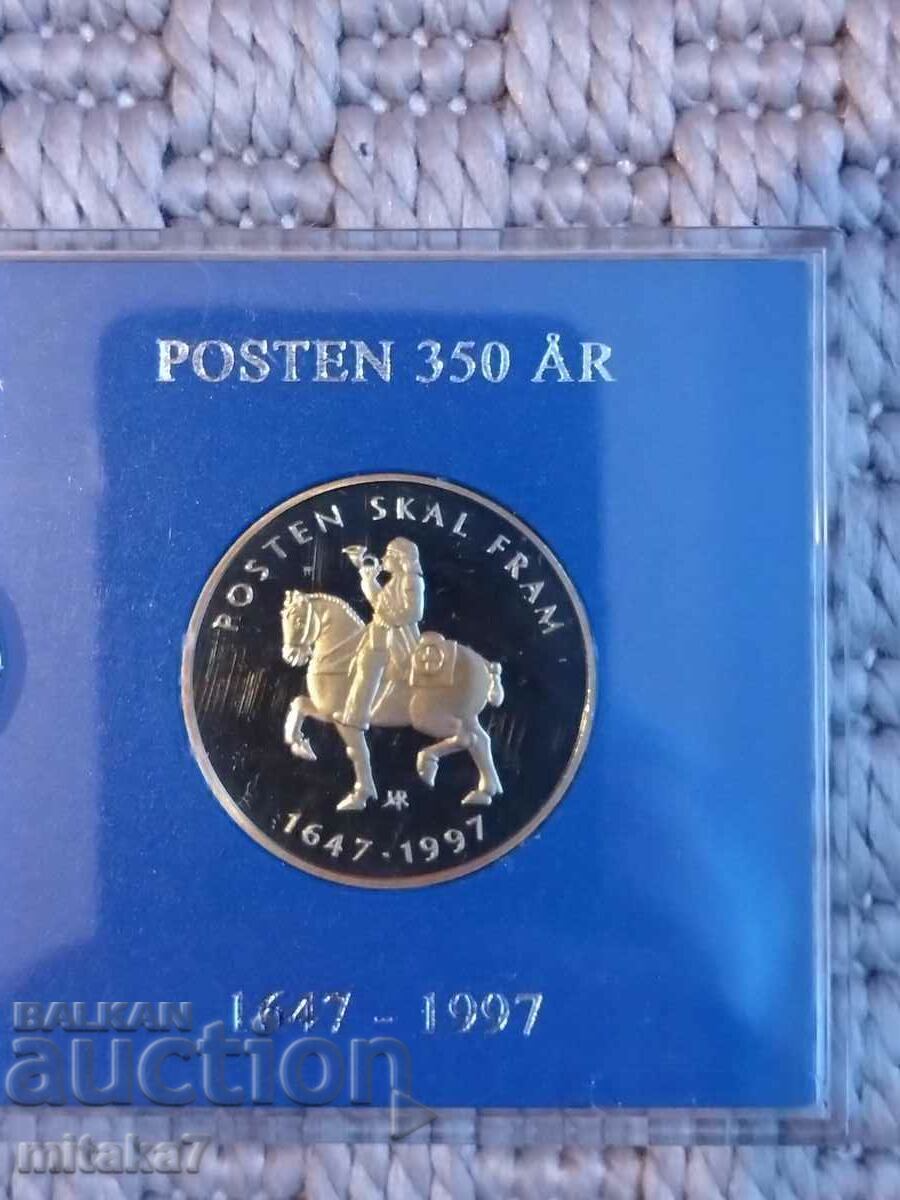 POSTEN 350 ÅR
POSTEN SKAL FRAM
1647 · 1997
1647 - 1997
BALKAN
auction
mitaka7